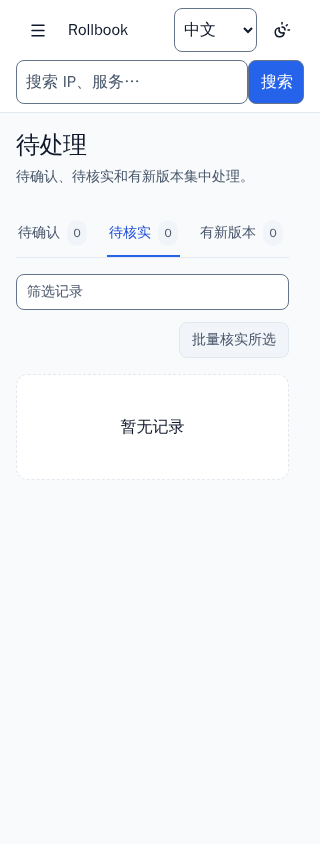 Rollbook
中文
搜索 IP、服务…
搜索
待处理
待确认、待核实和有新版本集中处理。
待确认 0
待核实 0
有新版本 0
筛选记录
批量核实所选
暂无记录